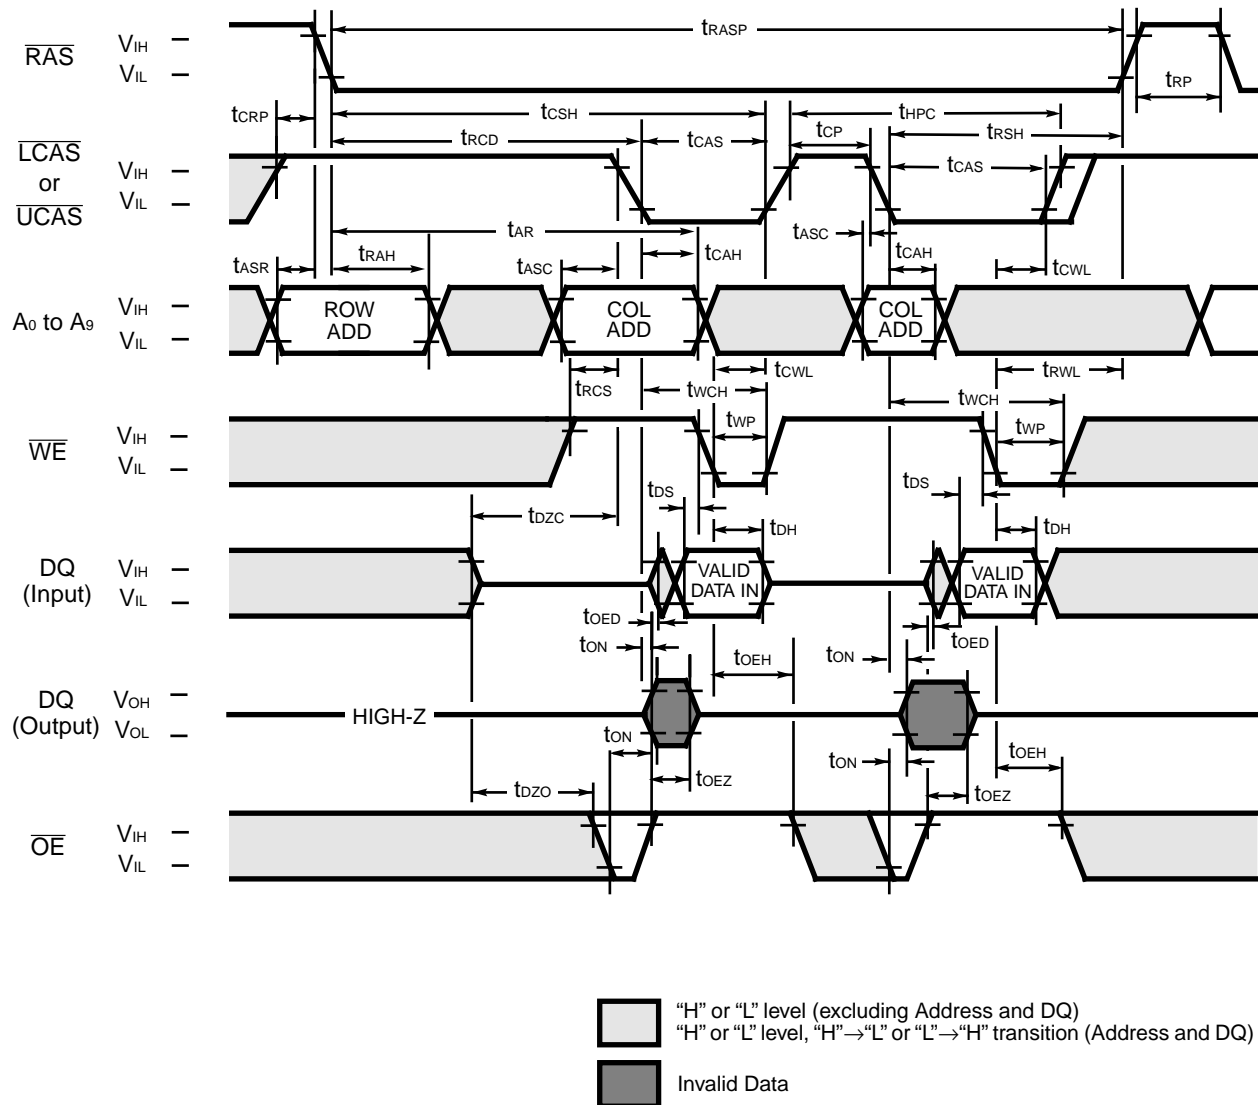 tRASP
RAS
VIH
VIL
tRP
tCRP
tCSH
tHPC
tRCD
tCAS
tCP
tRSH
LCAS
or
UCAS
VIH
VIL
tCAS
tAR
tASC
tASR
tRAH
tASC
tCAH
tCAH
tCWL
A0 to A9
VIH
VIL
ROW
ADD
COL
ADD
COL
ADD
tRCS
tCWL
tRWL
tWCH
tWCH
WE
VIH
VIL
tWP
tWP
tDS
tDS
tDZC
tDH
tDH
DQ
(Input)
VIH
VIL
VALID
DATA IN
VALID
DATA IN
tOED
tOED
tON
tOEH
tON
DQ
(Output)
VOH
VOL
HIGH-Z
tON
tON
tOEH
tOEZ
tOEZ
tDZO
OE
VIH
VIL
“H” or “L” level (excluding Address and DQ)
“H” or “L” level, “H”→“L” or “L”→“H” transition (Address and DQ)
Invalid Data